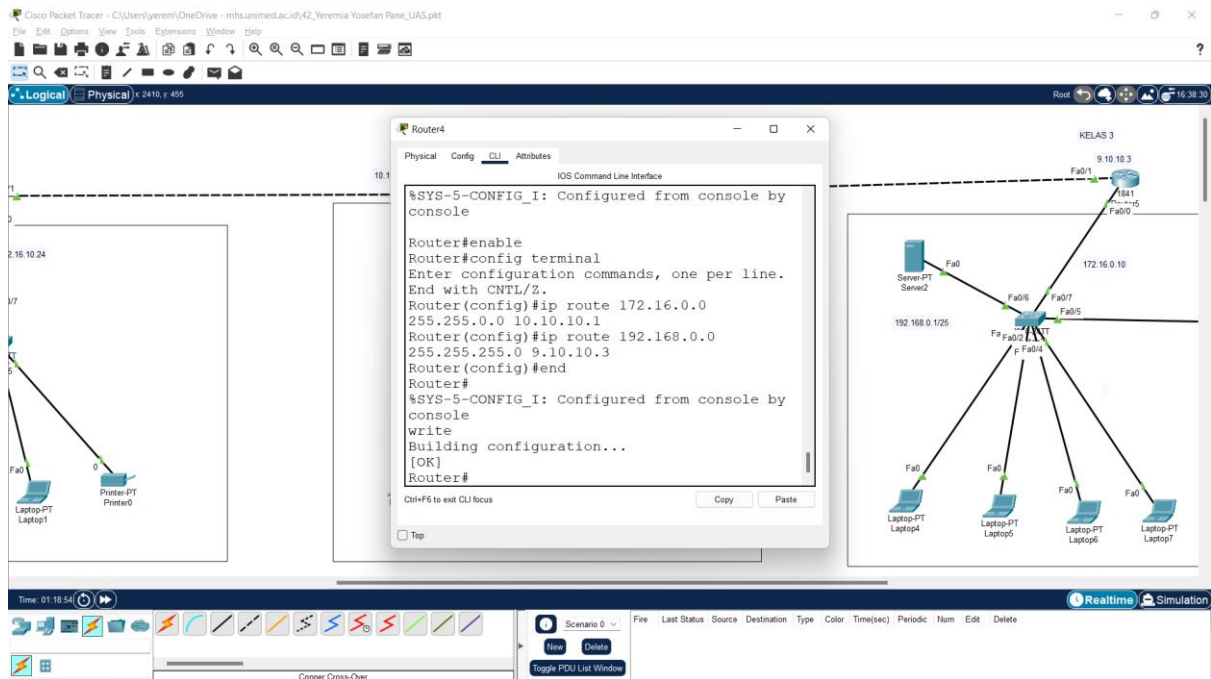 Cisco Packet Tracer - C:\Users\yerem\OneDrive - mhs.unimed.ac.id\42_Yeremia Yosefan Pane_UAS.pkt
File Edit Options View Tools Extensions Window Help
?
Logical Physical x: 2410, y: 455
Root 16:38:30
Router4
Physical Config CLI Attributes
IOS Command Line Interface
%SYS-5-CONFIG_I: Configured from console by
console
Router#enable
Router#config terminal
Enter configuration commands, one per line.
End with CNTL/Z.
Router(config)#ip route 172.16.0.0
255.255.0.0 10.10.10.1
Router(config)#ip route 192.168.0.0
255.255.255.0 9.10.10.3
Router(config)#end
Router#
%SYS-5-CONFIG_I: Configured from console by
console
write
Building configuration...
[OK]
Router#
Ctrl+F6 to exit CLI focus
Copy Paste
Top
KELAS 3
9.10.10.3
Fa0/1
1841
Fa0/0
Server-PT
Server2
Fa0
172.16.0.10
Fa0/6 Fa0/7
Fa0/5
192.168.0.1/25
Fa0/2
Fa0/4
Fa0 Fa0 Fa0 Fa0
Laptop-PT
Laptop4
Laptop-PT
Laptop5
Laptop-PT
Laptop6
Laptop-PT
Laptop7
Fa0
Laptop-PT
Laptop1
Printer-PT
Printer0
Time: 01:18:54
Realtime Simulation
Scenario 0
New Delete
Toggle PDU List Window
Fire Last Status Source Destination Type Color Time(sec) Periodic Num Edit Delete
Copper Cross-Over